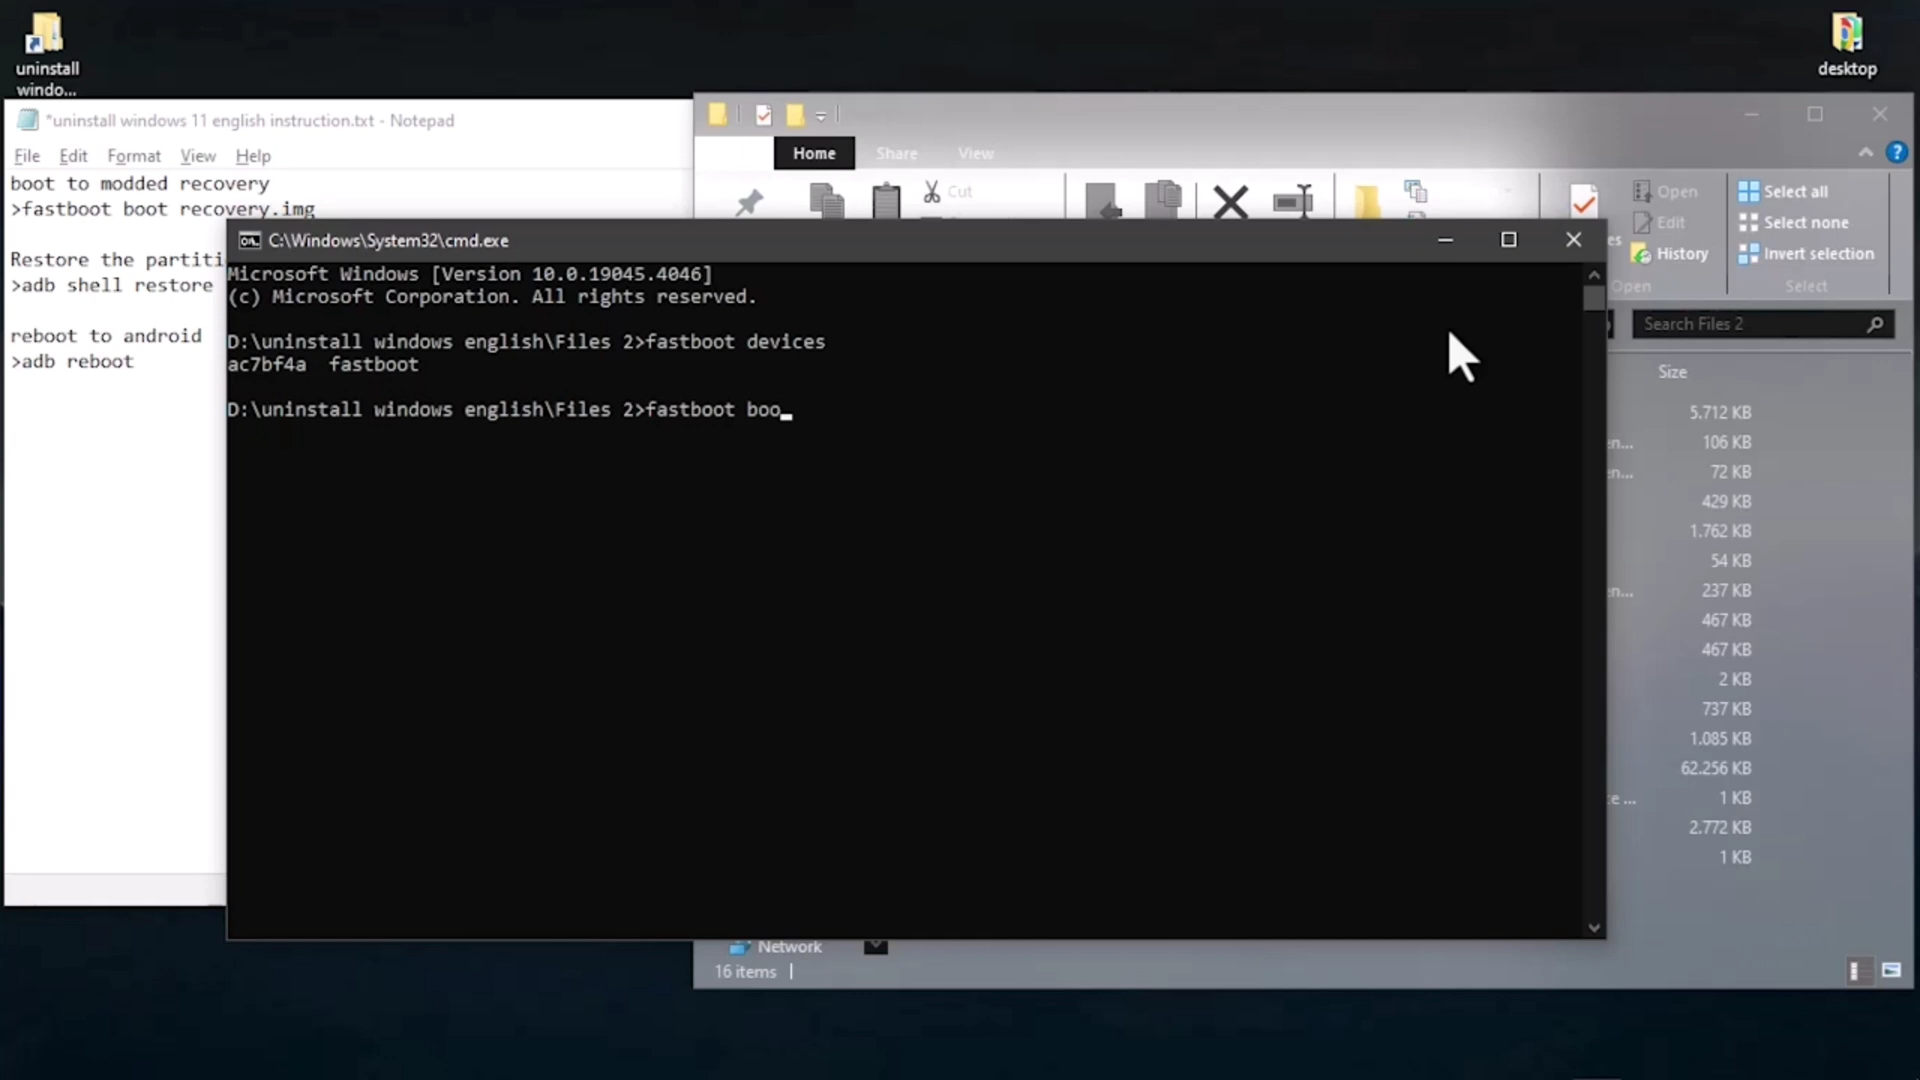 uninstall
windo...
desktop
*uninstall windows 11 english instruction.txt - Notepad
File Edit Format View Help
boot to modded recovery
>fastboot boot recovery.img
Restore the partiti
>adb shell restore
reboot to android
>adb reboot
Home Share View
Cut
Open
Edit
History
Open
Select all
Select none
Invert selection
Select
C:\Windows\System32\cmd.exe
Microsoft Windows [Version 10.0.19045.4046]
(c) Microsoft Corporation. All rights reserved.
D:\uninstall windows english\Files 2>fastboot devices
ac7bf4a fastboot
D:\uninstall windows english\Files 2>fastboot boo_
Search Files 2
Size
5.712 KB
106 KB
72 KB
429 KB
1.762 KB
54 KB
237 KB
467 KB
467 KB
2 KB
737 KB
1.085 KB
62.256 KB
1 KB
2.772 KB
1 KB
Network
16 items